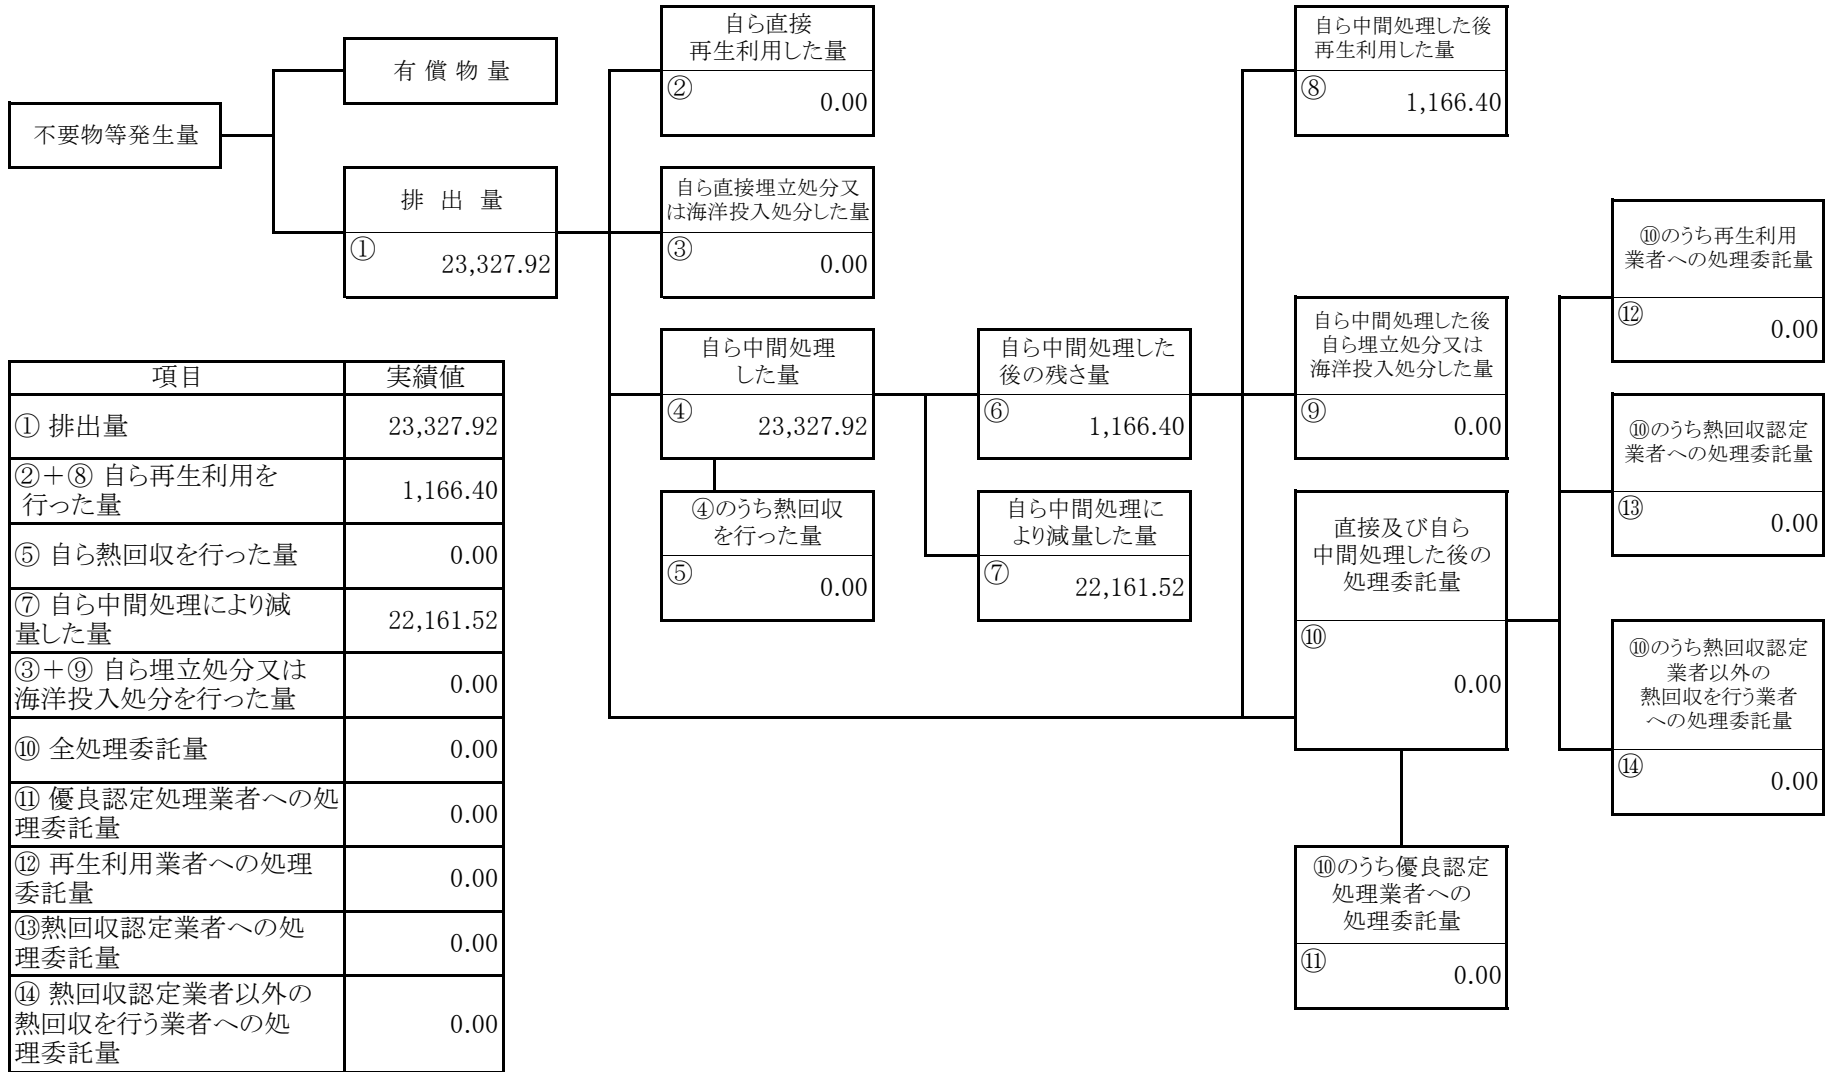 不要物等発生量
有 償 物 量
排 出 量
①
23,327.92
自ら直接
再生利用した量
②
0.00
自ら直接埋立処分又
は海洋投入処分した量
③
0.00
自ら中間処理
した量
④
23,327.92
④のうち熱回収
を行った量
⑤
0.00
自ら中間処理した
後の残さ量
⑥
1,166.40
自ら中間処理に
より減量した量
⑦
22,161.52
自ら中間処理した後
再生利用した量
⑧
1,166.40
自ら中間処理した後
自ら埋立処分又は
海洋投入処分した量
⑨
0.00
直接及び自ら
中間処理した後の
処理委託量
⑩
0.00
⑩のうち優良認定
処理業者への
処理委託量
⑪
0.00
⑩のうち再生利用
業者への処理委託量
⑫
0.00
⑩のうち熱回収認定
業者への処理委託量
⑬
0.00
⑩のうち熱回収認定
業者以外の
熱回収を行う業者
への処理委託量
⑭
0.00
項目 実績値
① 排出量 23,327.92
②＋⑧ 自ら再生利用を
行った量 1,166.40
⑤ 自ら熱回収を行った量 0.00
⑦ 自ら中間処理により減
量した量 22,161.52
③＋⑨ 自ら埋立処分又は
海洋投入処分を行った量 0.00
⑩ 全処理委託量 0.00
⑪ 優良認定処理業者への処
理委託量 0.00
⑫ 再生利用業者への処理
委託量 0.00
⑬熱回収認定業者への処
理委託量 0.00
⑭ 熱回収認定業者以外の
熱回収を行う業者への処
理委託量 0.00